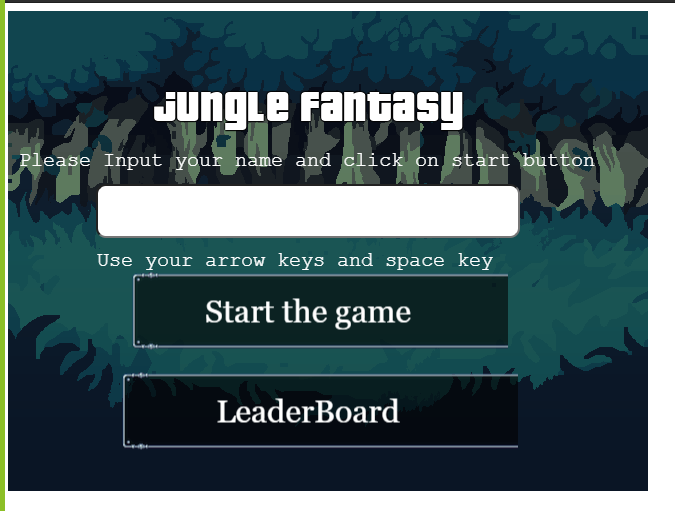 Jungle Fantasy
Please Input your name and click on start button
Use your arrow keys and space key
Start the game
LeaderBoard